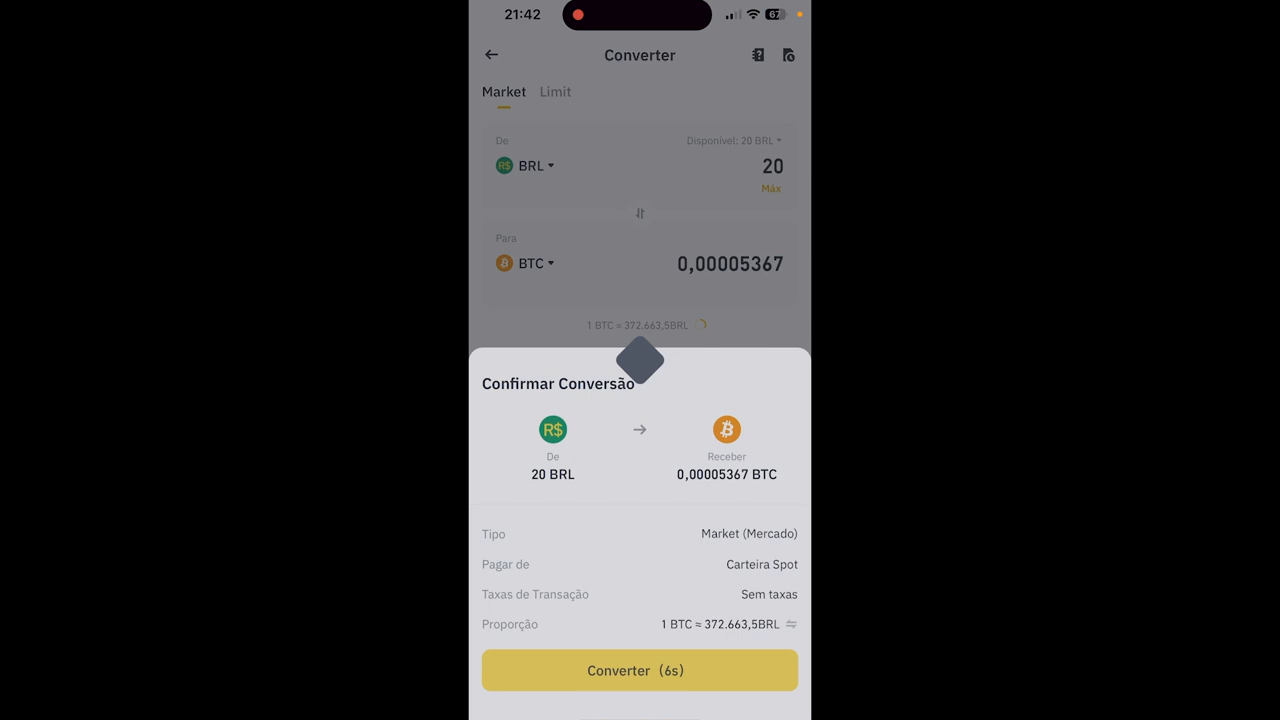 21:42
67
Converter
Market Limit
De Disponível: 20 BRL
R$ BRL 20
Máx
Para
BTC 0,00005367
1 BTC ≈ 372.663,5BRL
Confirmar Conversão
R$
De Receber
20 BRL 0,00005367 BTC
Tipo Market (Mercado)
Pagar de Carteira Spot
Taxas de Transação Sem taxas
Proporção 1 BTC ≈ 372.663,5BRL
Converter (6s)